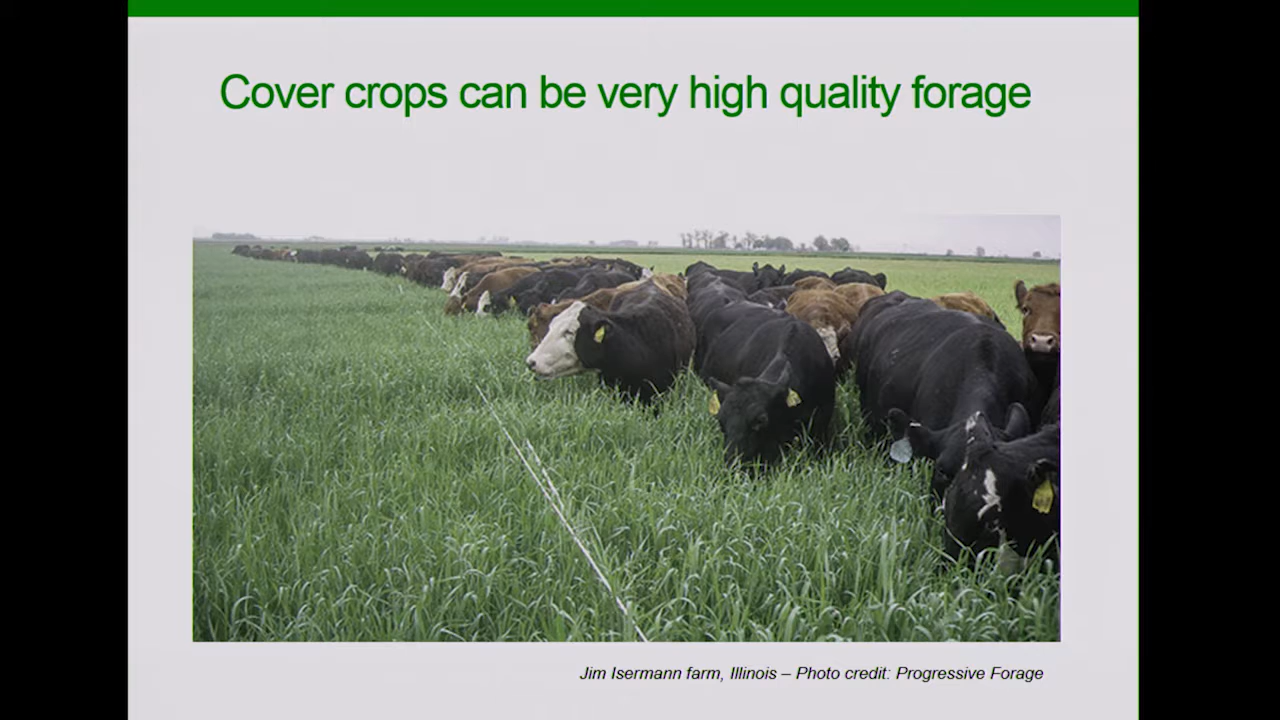 Cover crops can be very high quality forage
Jim Isermann farm, Illinois – Photo credit: Progressive Forage